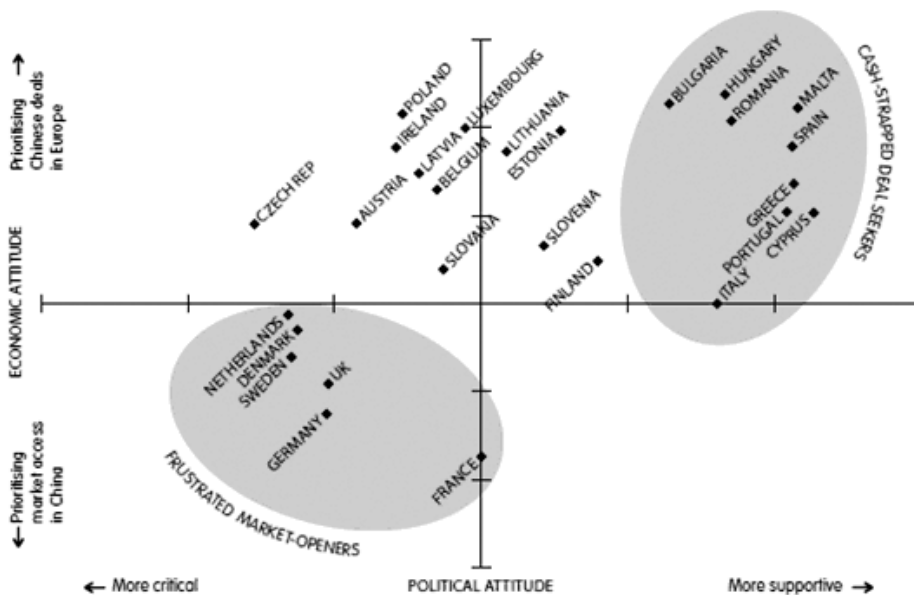 Prioritising
Chinese deals
in Europe
ECONOMIC ATTITUDE
Prioritising
market access
in China
POLAND
IRELAND
LUXEMBOURG
LATVIA
BELGIUM
LITHUANIA
ESTONIA
CZECH REP
AUSTRIA
SLOVANA
SLOVENIA
FINLAND
BULGARIA
HUNGARY
ROMANIA
MALTA
SPAIN
GREECE
PORTUGAL
CYPRUS
ITALY
CASH-STRAPPED DEAL SEEKERS
NETHERLANDS
DENMARK
SWEDEN
UK
GERMANY
FRANCE
FRUSTRATED MARKET-OPENERS
← More critical
POLITICAL ATTITUDE
More supportive →